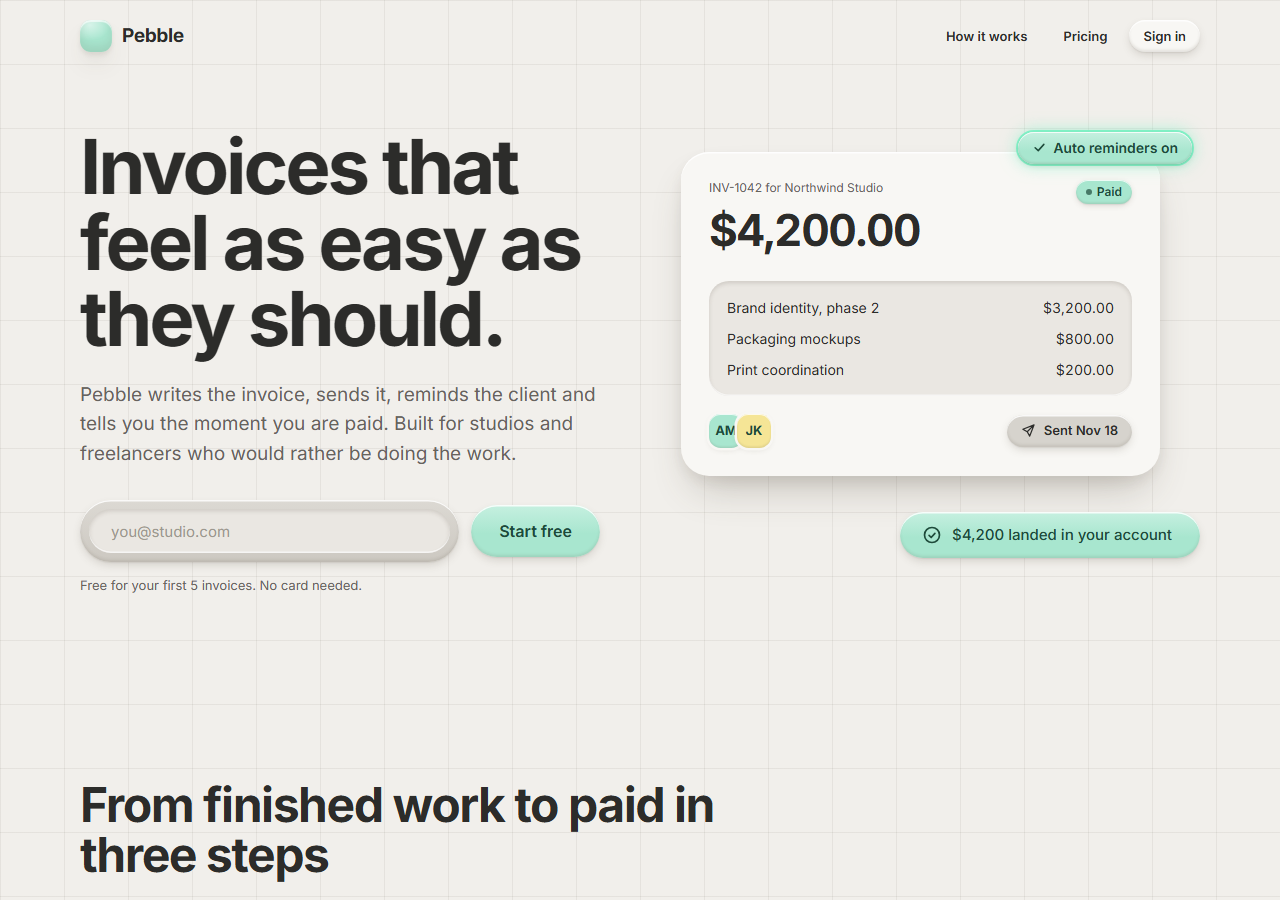 Pebble
How it works
Pricing
Sign in
Invoices that
feel as easy as
they should.
Pebble writes the invoice, sends it, reminds the client and
tells you the moment you are paid. Built for studios and
freelancers who would rather be doing the work.
you@studio.com
Start free
Free for your first 5 invoices. No card needed.
Auto reminders on
INV-1042 for Northwind Studio
Paid
$4,200.00
Brand identity, phase 2 $3,200.00
Packaging mockups $800.00
Print coordination $200.00
AM JK
Sent Nov 18
$4,200 landed in your account
From finished work to paid in
three steps